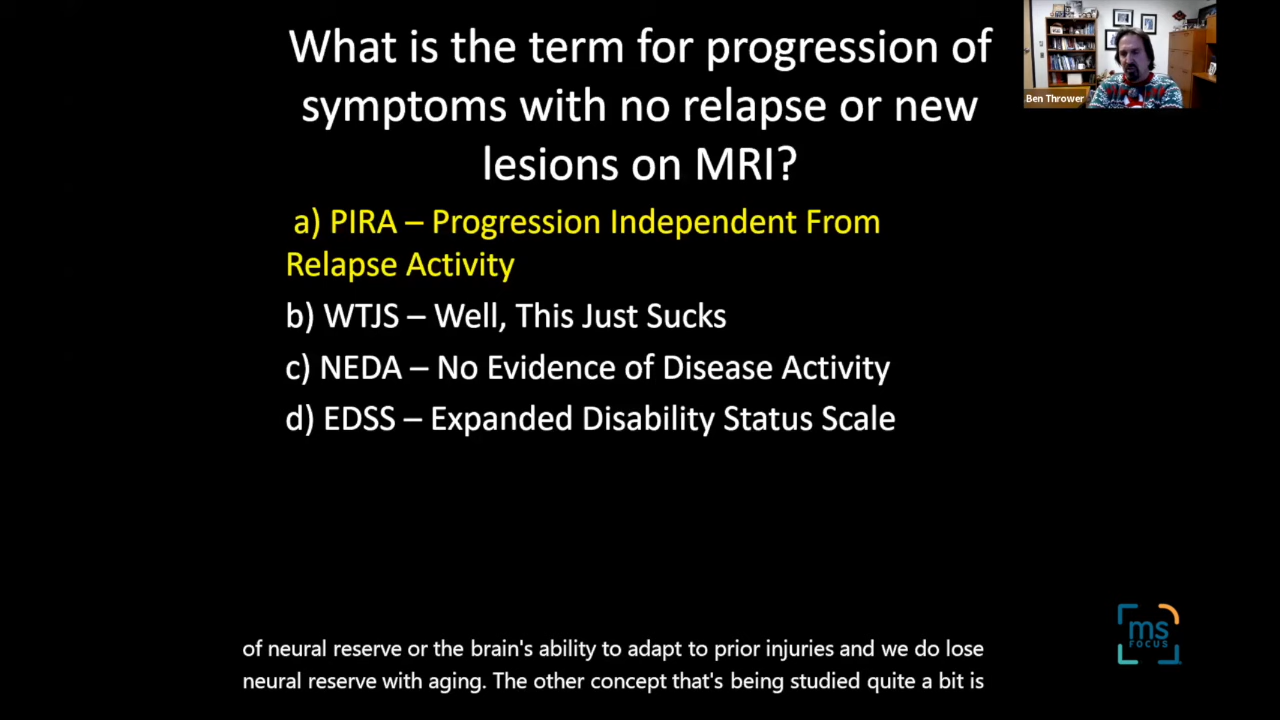 What is the term for progression of
symptoms with no relapse or new
lesions on MRI?
Ben Thrower
a) PIRA – Progression Independent From
Relapse Activity
b) WTJS – Well, This Just Sucks
c) NEDA – No Evidence of Disease Activity
d) EDSS – Expanded Disability Status Scale
ms
FOCUS
of neural reserve or the brain's ability to adapt to prior injuries and we do lose
neural reserve with aging. The other concept that's being studied quite a bit is